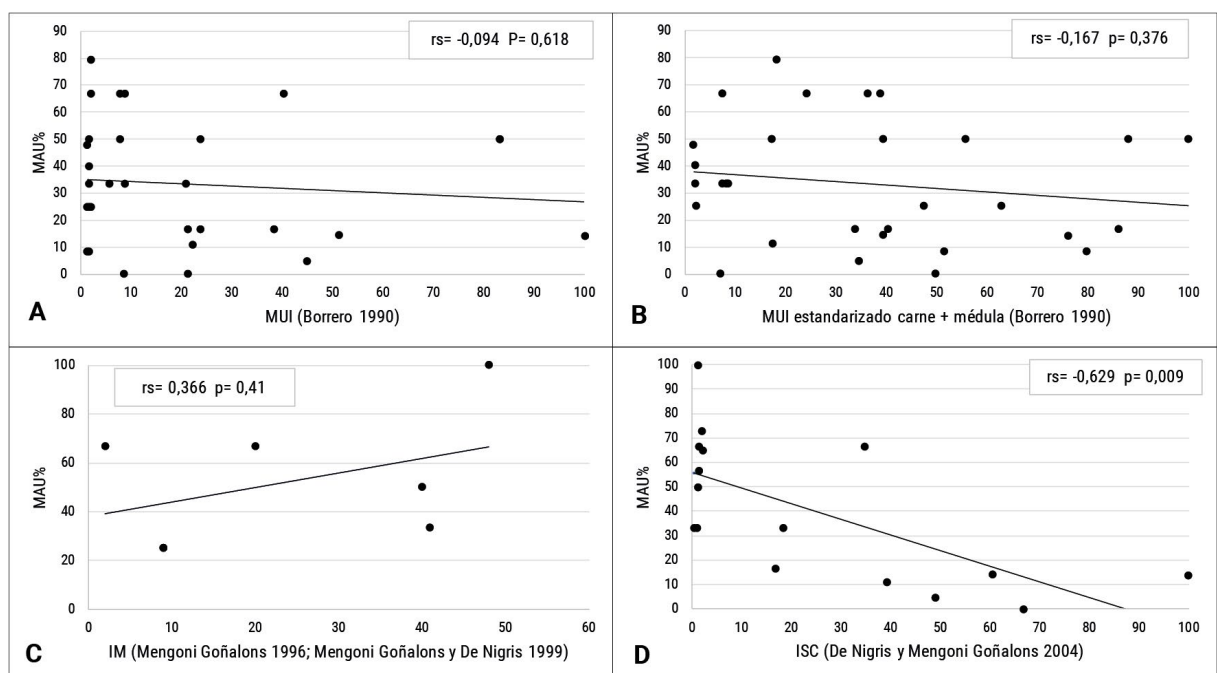 rs= -0,094 P= 0,618
MAU%
90
80
70
60
50
40
30
20
10
0
0 10 20 30 40 50 60 70 80 90 100
A
MUI (Borrero 1990)
rs= -0,167 p= 0,376
MAU%
90
80
70
60
50
40
30
20
10
0
0 10 20 30 40 50 60 70 80 90 100
B
MUI estandarizado carne + médula (Borrero 1990)
rs= 0,366 p= 0,41
MAU%
100
80
60
40
20
0
0 10 20 30 40 50 60
C
IM (Mengoni Goñalons 1996; Mengoni Goñalons y De Nigris 1999)
rs= -0,629 p= 0,009
MAU%
100
90
80
70
60
50
40
30
20
10
0
0 10 20 30 40 50 60 70 80 90 100
D
ISC (De Nigris y Mengoni Goñalons 2004)